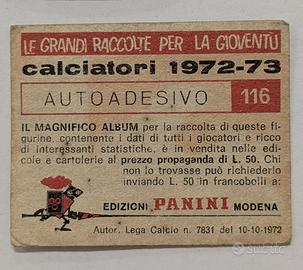 LE GRANDI RACCOLTE PER LA GIOVENTÙ
calciatori 1972-73
AUTOADESIVO 116
IL MAGNIFICO ALBUM per la raccolta di queste fi-
gurine, contenente i dati di tutti i giocatori e ricco
di interessanti statistiche, è in vendita nelle edi-
cole e cartolerie al prezzo propaganda di L. 50. Chi
non lo trovasse può richiederlo
inviando L. 50 in francobolli a:
EDIZIONI PANINI MODENA
Autor. Lega Calcio n. 7831 del 10-10-1972
subito.it